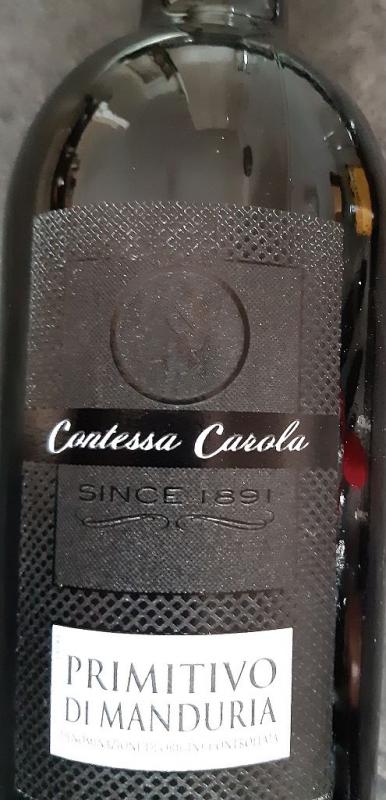 Contessa Carola
SINCE 1891
PRIMITIVO
DI MANDURIA
DENOMINAZIONE DI ORIGINE CONTROLLATA